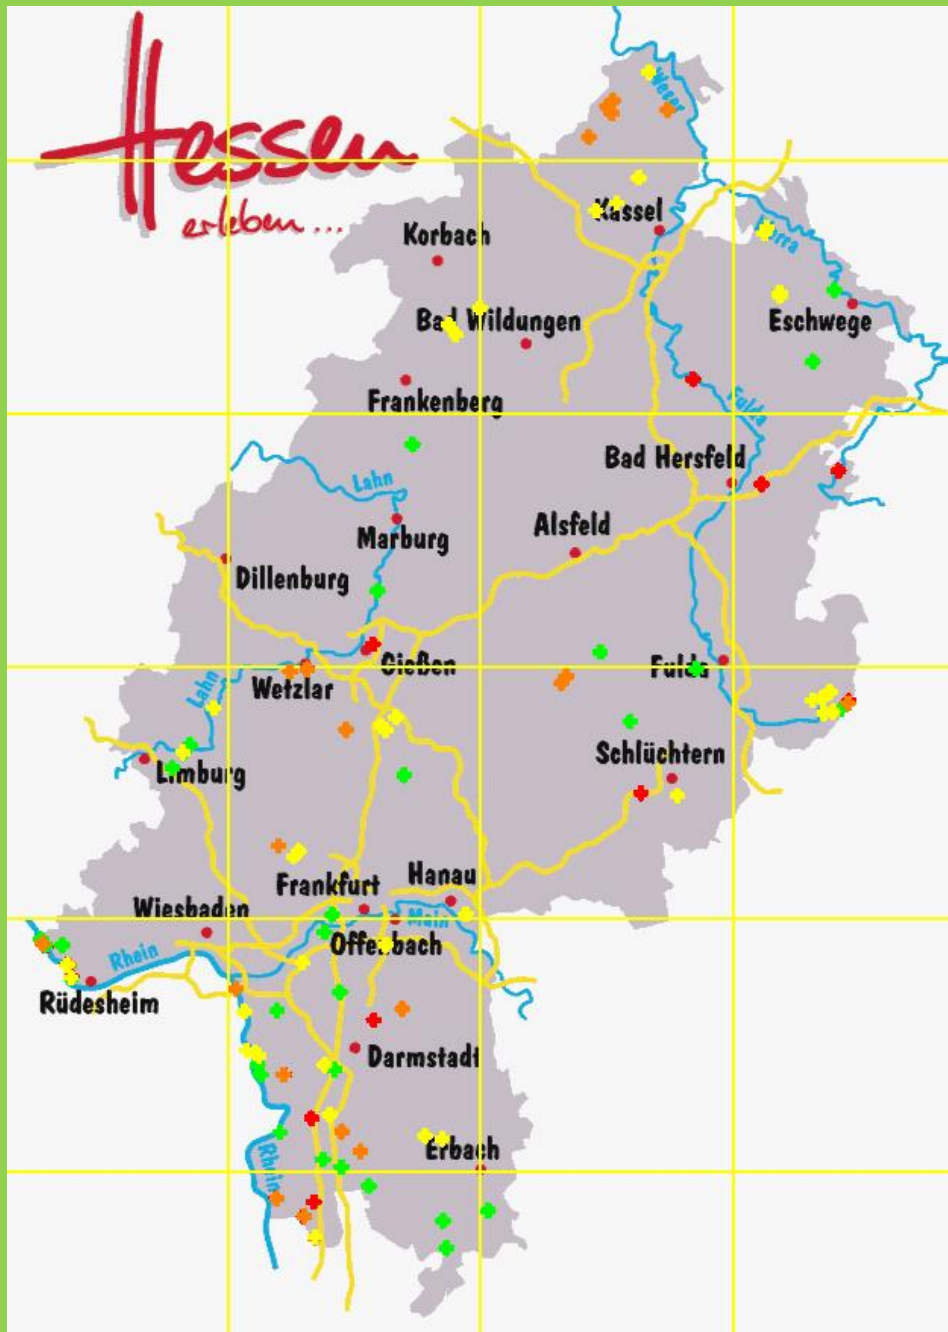 Hessen
erleben...
Weser
Kassel
Korbach
Werra
Bad Wildungen
Eschwege
Frankenberg
Fulda
Bad Hersfeld
Lahn
Marburg
Alsfeld
Dillenburg
Gießen
Fulda
Wetzlar
Lahn
Schlüchtern
Limburg
Hanau
Frankfurt
Wiesbaden
Main
Offenbach
Rhein
Rüdesheim
Darmstadt
Erbach
Rhein